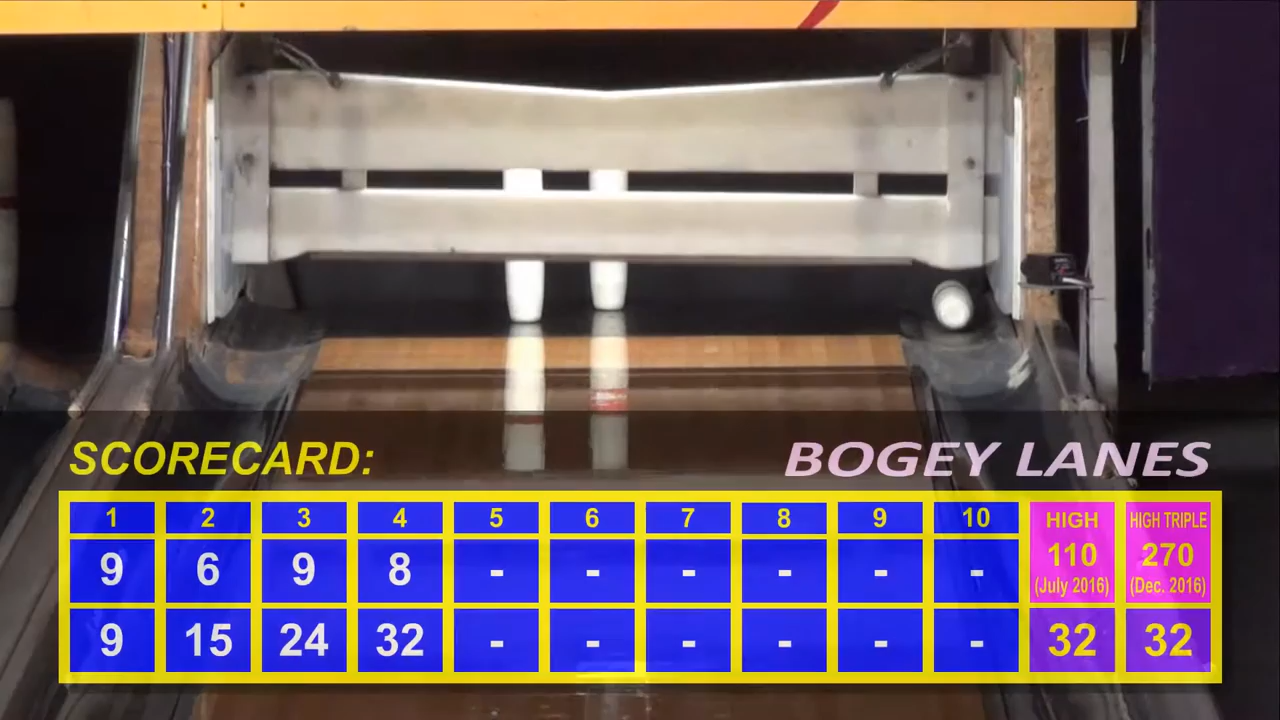 SCORECARD: BOGEY LANES
1 2 3 4 5 6 7 8 9 10 HIGH HIGH TRIPLE
9 6 9 8 - - - - - - 110 270
(July 2016) (Dec. 2016)
9 15 24 32 - - - - - - 32 32